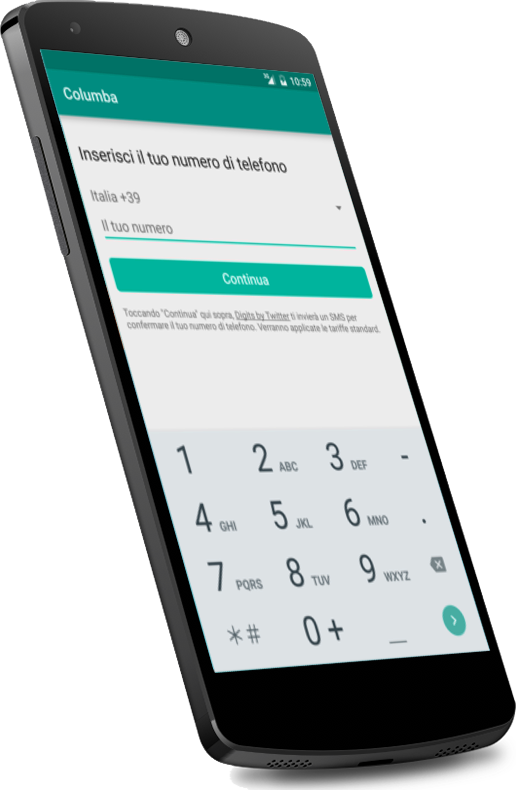 3G 10:59
Columba
Inserisci il tuo numero di telefono
Italia +39
Il tuo numero
Continua
Toccando "Continua" qui sopra, Digits by Twitter ti invierà un SMS per
confermare il tuo numero di telefono. Verranno applicate le tariffe standard.
1 2 ABC 3 DEF -
4 GHI 5 JKL 6 MNO .
7 PQRS 8 TUV 9 WXYZ
*# 0 + _